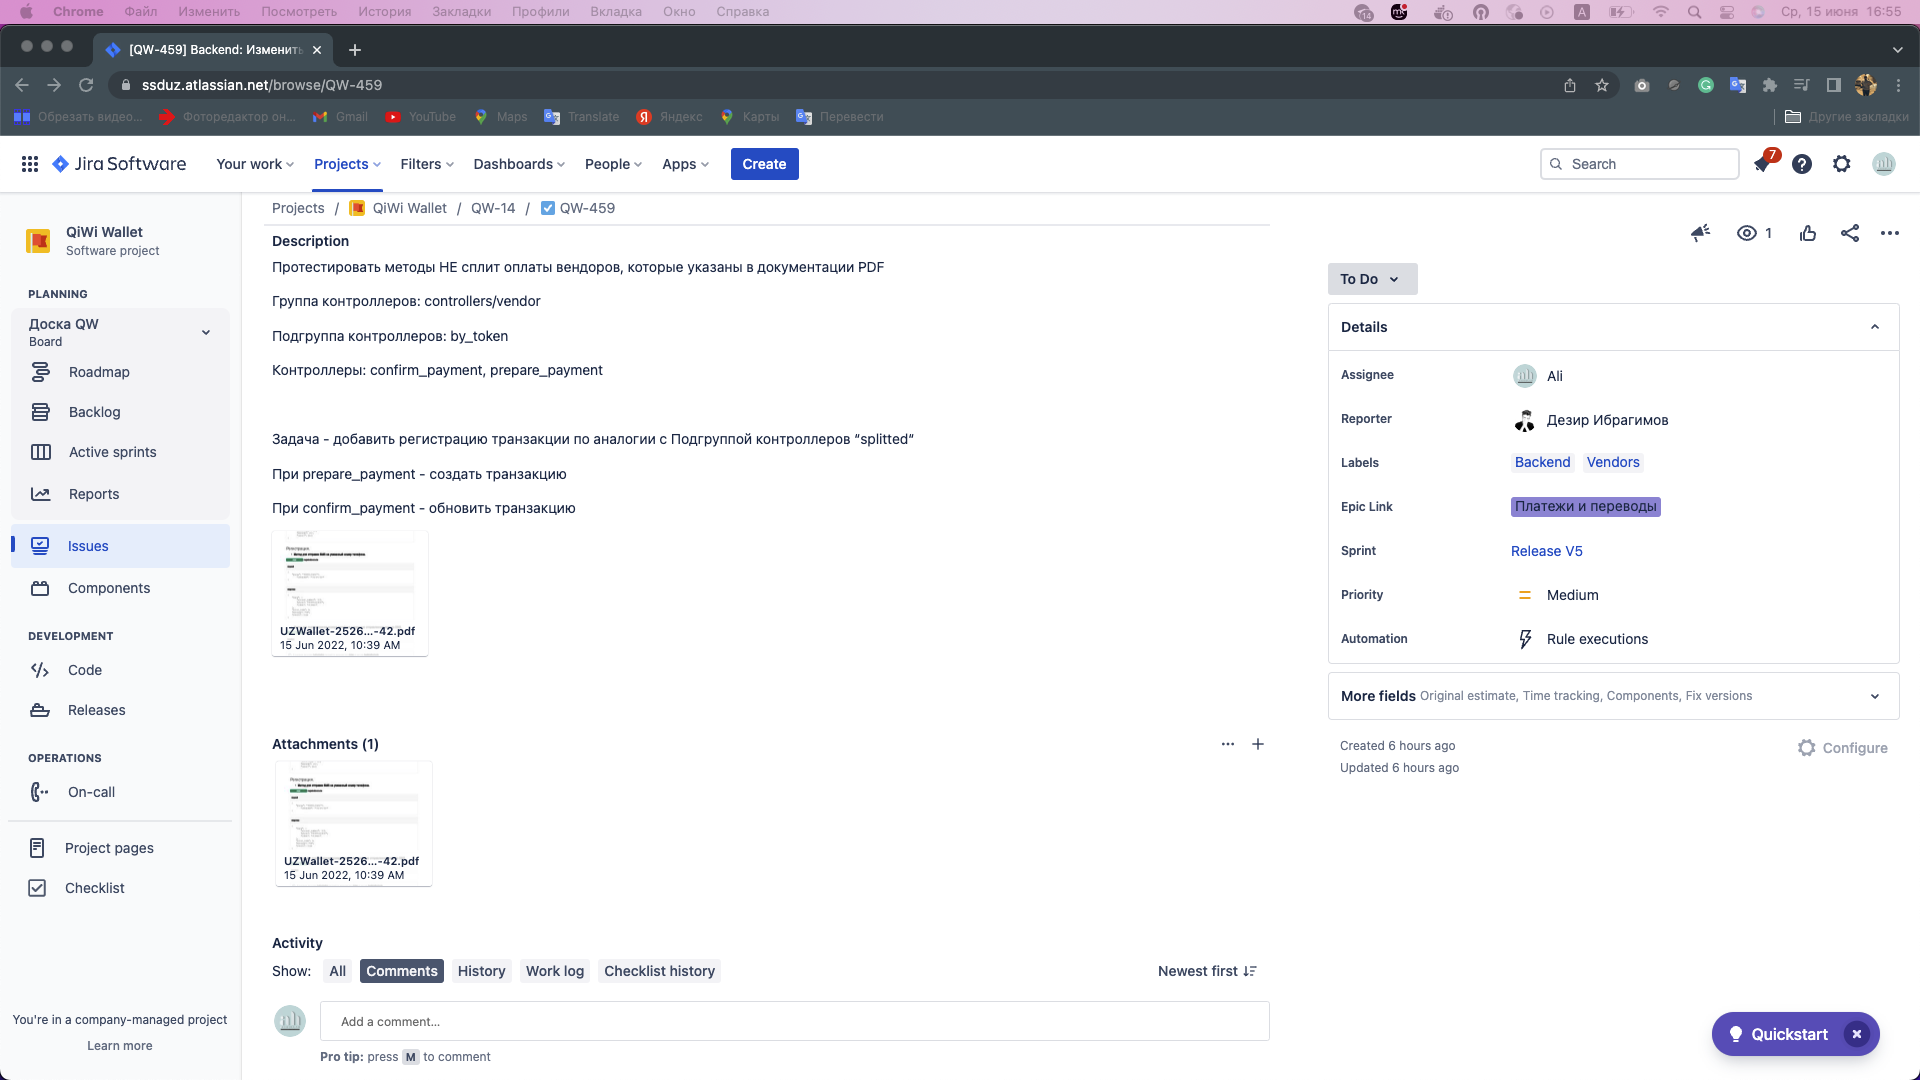 Chrome Файл Изменить Посмотреть История Закладки Профили Вкладка Окно Справка
14
A
Ср, 15 июня 16:55
[QW-459] Backend: Изменить
ssduz.atlassian.net/browse/QW-459
Обрезать видео... Фоторедактор он... Gmail YouTube Maps Translate Яндекс Карты Перевести Другие закладки
Jira Software Your work Projects Filters Dashboards People Apps Create Search 7
QiWi Wallet
Software project
PLANNING
Доска QW
Board
Roadmap
Backlog
Active sprints
Reports
Issues
Components
DEVELOPMENT
Code
Releases
OPERATIONS
On-call
Project pages
Checklist
You're in a company-managed project
Learn more
Projects / QiWi Wallet / QW-14 / QW-459
Description
Протестировать методы НЕ сплит оплаты вендоров, которые указаны в документации PDF
Группа контроллеров: controllers/vendor
Подгруппа контроллеров: by_token
Контроллеры: confirm_payment, prepare_payment
Задача - добавить регистрацию транзакции по аналогии с Подгруппой контроллеров “splitted”
При prepare_payment - создать транзакцию
При confirm_payment - обновить транзакцию
UZWallet-2526...-42.pdf
15 Jun 2022, 10:39 AM
Attachments (1)
UZWallet-2526...-42.pdf
15 Jun 2022, 10:39 AM
Activity
Show: All Comments History Work log Checklist history Newest first
Add a comment...
Pro tip: press M to comment
1
To Do
Details
Assignee Ali
Reporter Дезир Ибрагимов
Labels Backend Vendors
Epic Link Платежи и переводы
Sprint Release V5
Priority Medium
Automation Rule executions
More fields Original estimate, Time tracking, Components, Fix versions
Created 6 hours ago
Configure
Updated 6 hours ago
Quickstart